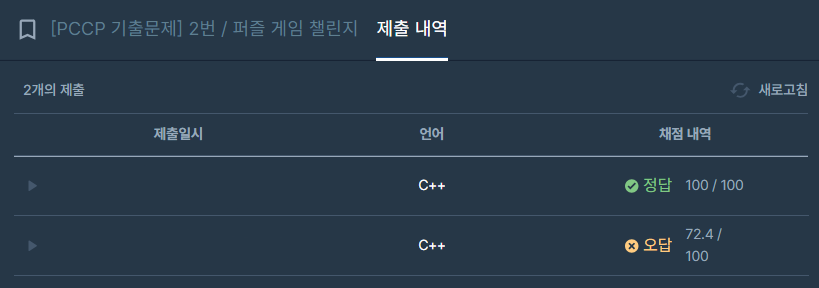 [PCCP 기출문제] 2번 / 퍼즐 게임 챌린지 제출 내역
2개의 제출 새로고침
제출일시 언어 채점 내역
C++ 정답 100 / 100
C++ 오답 72.4 /
100